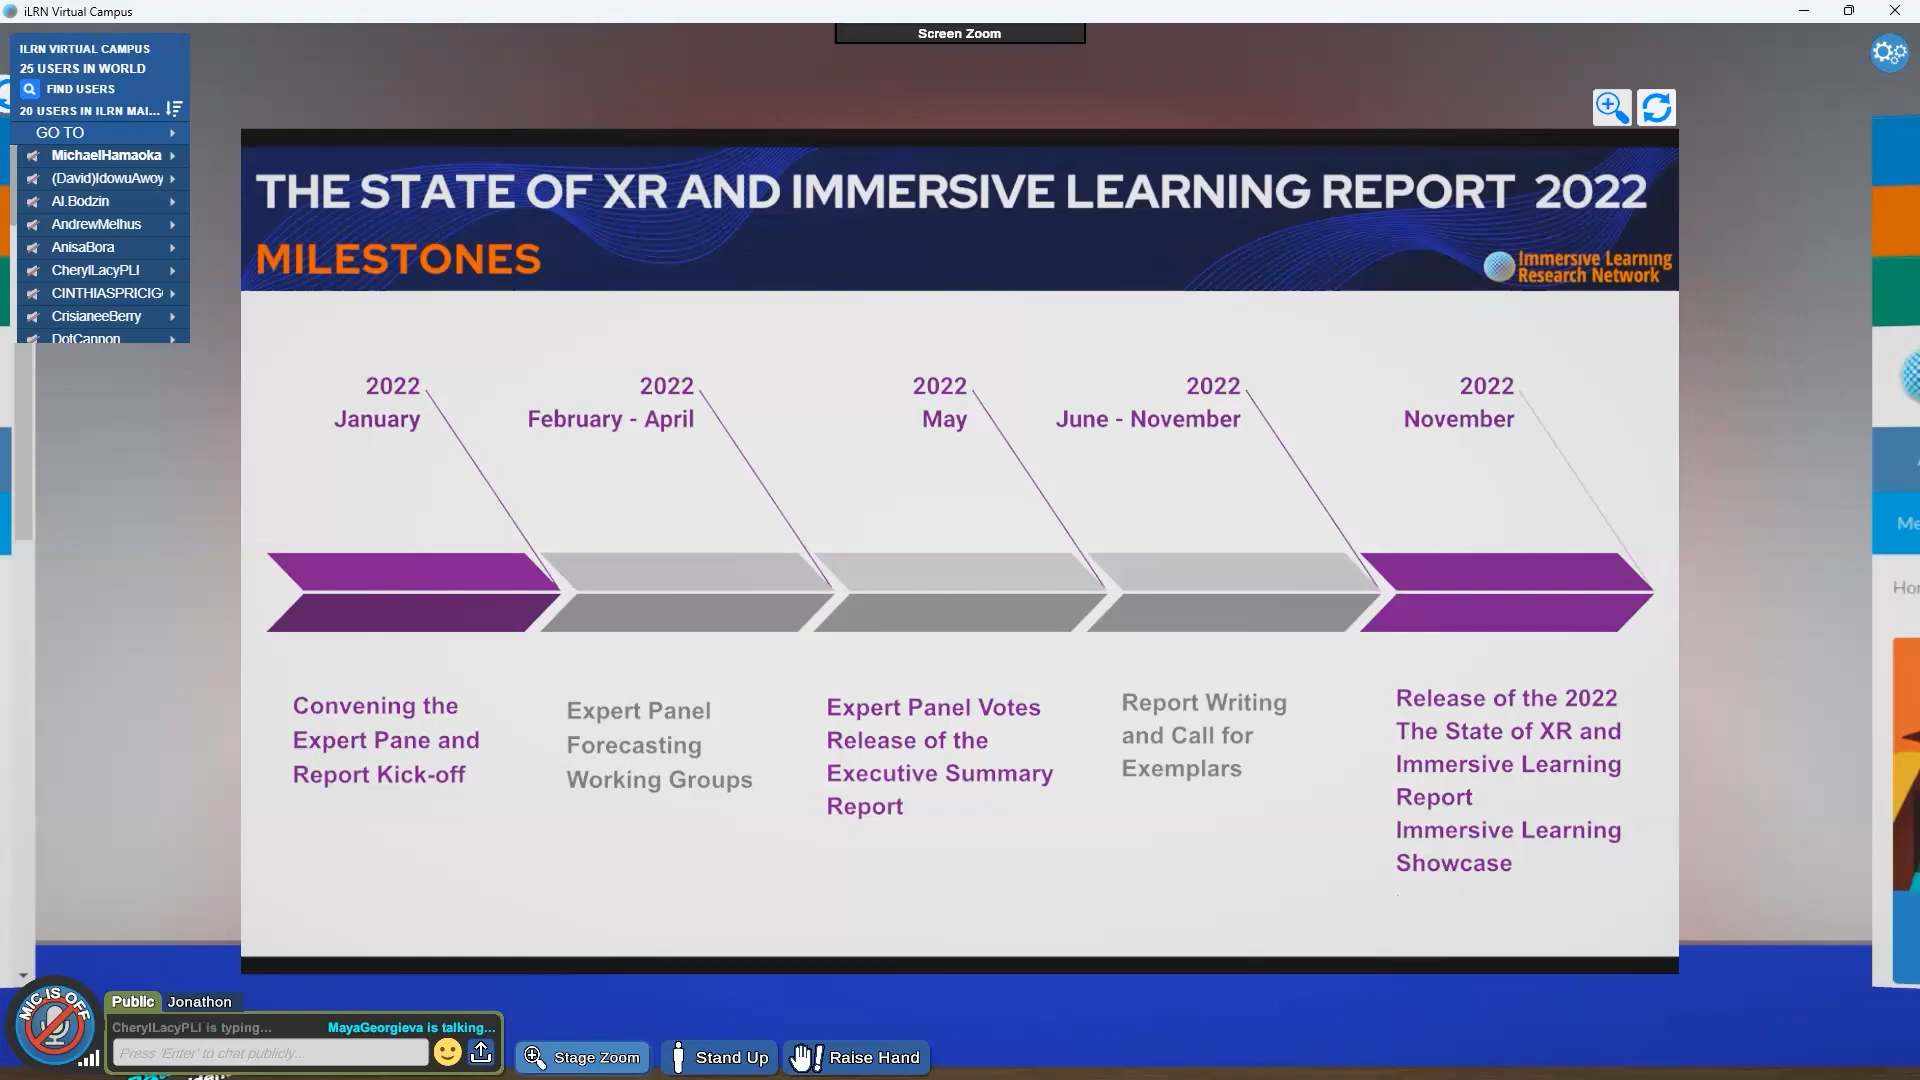 iLRN Virtual Campus
Screen Zoom
ILRN VIRTUAL CAMPUS
25 USERS IN WORLD
FIND USERS
20 USERS IN ILRN MAI...
GO TO
MichaelHamaoka
(David)IdowuAwoy
Al.Bodzin
AndrewMelhus
AnisaBora
CherylLacyPLI
CINTHIASPRICIG
CrisianeeBerry
DotCannon
THE STATE OF XR AND IMMERSIVE LEARNING REPORT 2022
MILESTONES
Immersive Learning
Research Network
2022
January
2022
February - April
2022
May
2022
June - November
2022
November
Convening the
Expert Pane and
Report Kick-off
Expert Panel
Forecasting
Working Groups
Expert Panel Votes
Release of the
Executive Summary
Report
Report Writing
and Call for
Exemplars
Release of the 2022
The State of XR and
Immersive Learning
Report
Immersive Learning
Showcase
MIC IS OFF
Public Jonathon
CherylLacyPLI is typing... MayaGeorgieva is talking...
Press 'Enter' to chat publicly...
Stage Zoom
Stand Up
Raise Hand